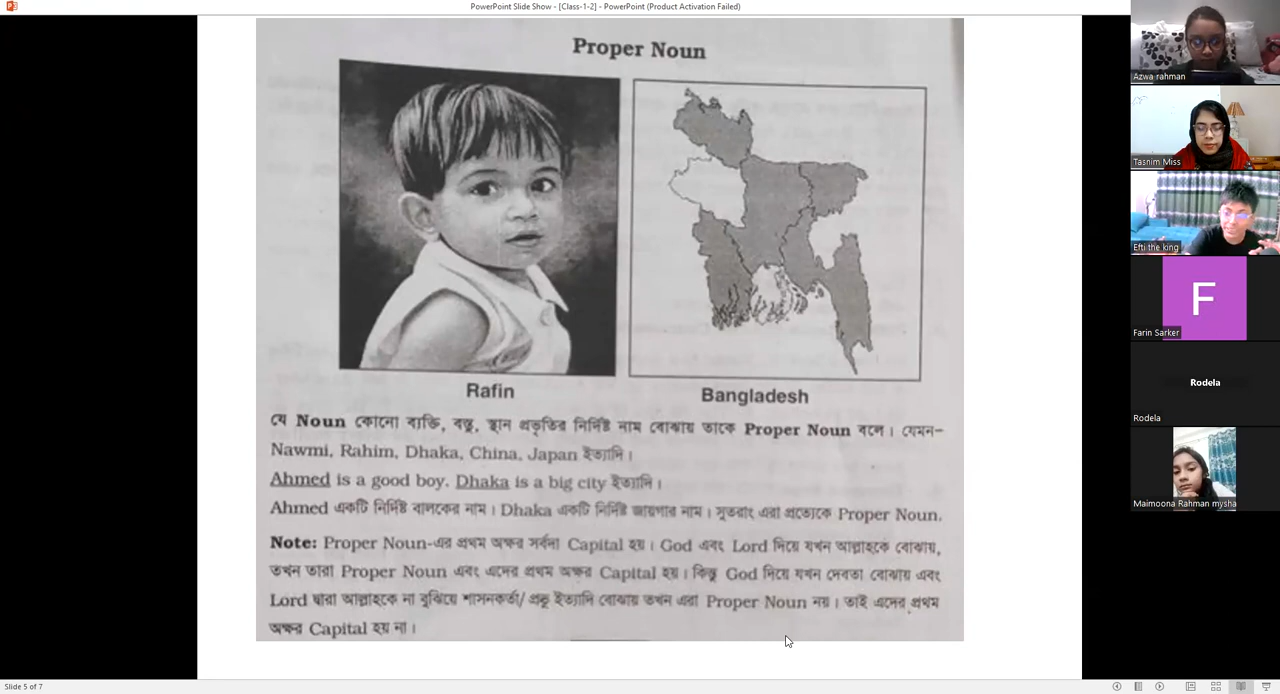 PowerPoint Slide Show - [Class-1-2] - PowerPoint (Product Activation Failed)
Proper Noun
Rafin
Bangladesh
যে Noun কোনো ব্যক্তি, বস্তু, স্থান প্রভৃতির নির্দিষ্ট নাম বোঝায় তাকে Proper Noun বলে। যেমন–
Nawmi, Rahim, Dhaka, China, Japan ইত্যাদি।
Ahmed is a good boy. Dhaka is a big city ইত্যাদি।
Ahmed একটি নির্দিষ্ট বালকের নাম। Dhaka একটি নির্দিষ্ট জায়গার নাম। সুতরাং এরা প্রত্যেকে Proper Noun.
Note: Proper Noun-এর প্রথম অক্ষর সর্বদা Capital হয়। God এবং Lord দিয়ে যখন আল্লাহকে বোঝায়,
তখন তারা Proper Noun এবং এদের প্রথম অক্ষর Capital হয়। কিন্তু God দিয়ে যখন দেবতা বোঝায় এবং
Lord দ্বারা আল্লাহকে না বুঝিয়ে শাসনকর্তা/ প্রভু ইত্যাদি বোঝায় তখন এরা Proper Noun নয়। তাই এদের প্রথম
অক্ষর Capital হয় না।
Slide 5 of 7
Azwa rahman
Tasnim Miss
Efti the king
F
Farin Sarker
Rodela
Rodela
Maimoona Rahman mysha